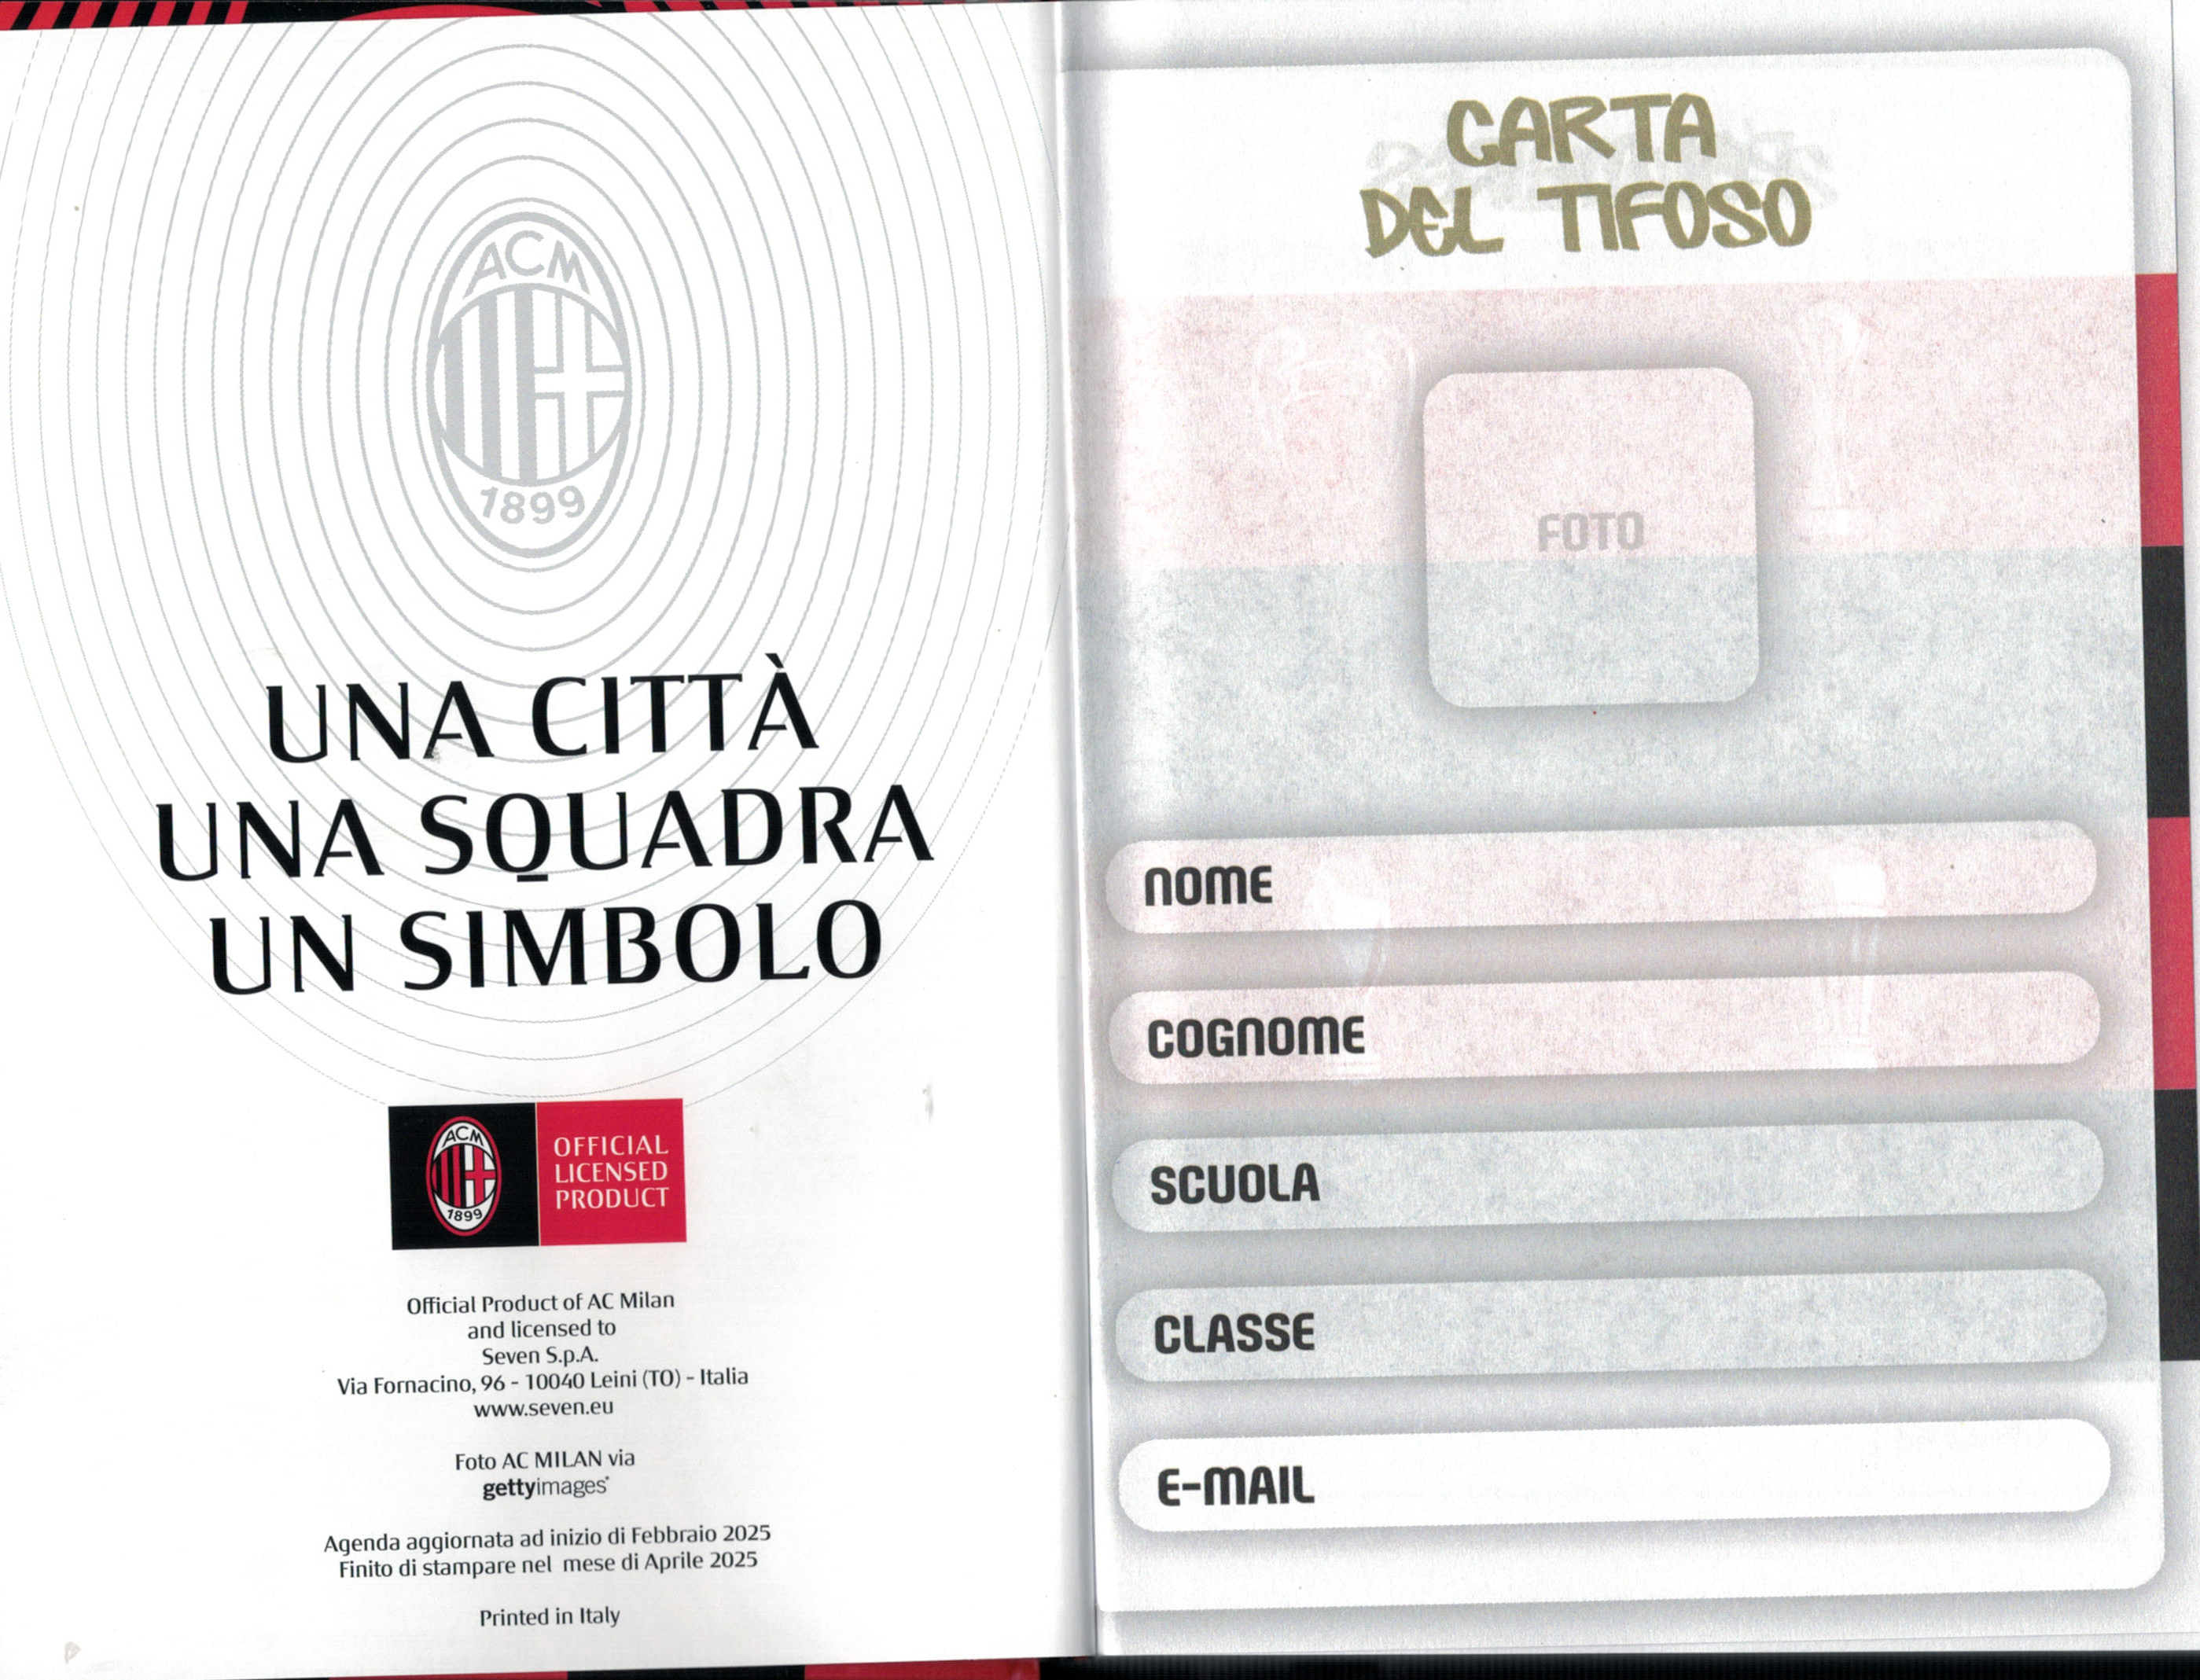 ACM
1899
UNA CITTÀ
UNA SQUADRA
UN SIMBOLO
ACM
1899
OFFICIAL
LICENSED
PRODUCT
Official Product of AC Milan
and licensed to
Seven S.p.A.
Via Fornacino, 96 - 10040 Leini (TO) - Italia
www.seven.eu
Foto AC MILAN via
gettyimages®
Agenda aggiornata ad inizio di Febbraio 2025
Finito di stampare nel mese di Aprile 2025
Printed in Italy
CARTA
DEL TIFOSO
FOTO
NOME
COGNOME
SCUOLA
CLASSE
E-MAIL